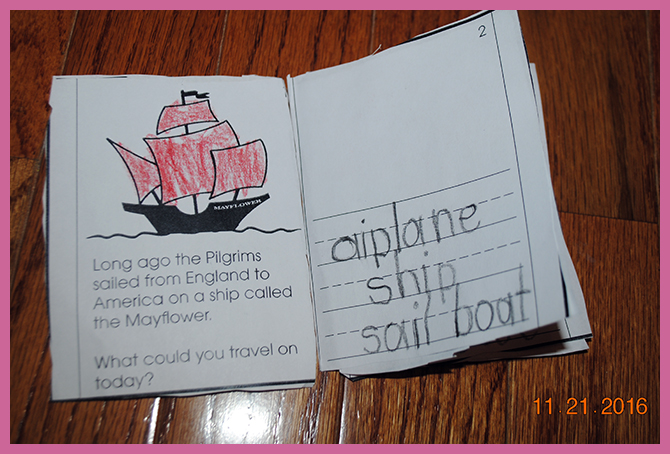 MAYFLOWER
Long ago the Pilgrims
sailed from England to
America on a ship called
the Mayflower.
What could you travel on
today?
2
aiplane
ship
sail boat
11.21.2016